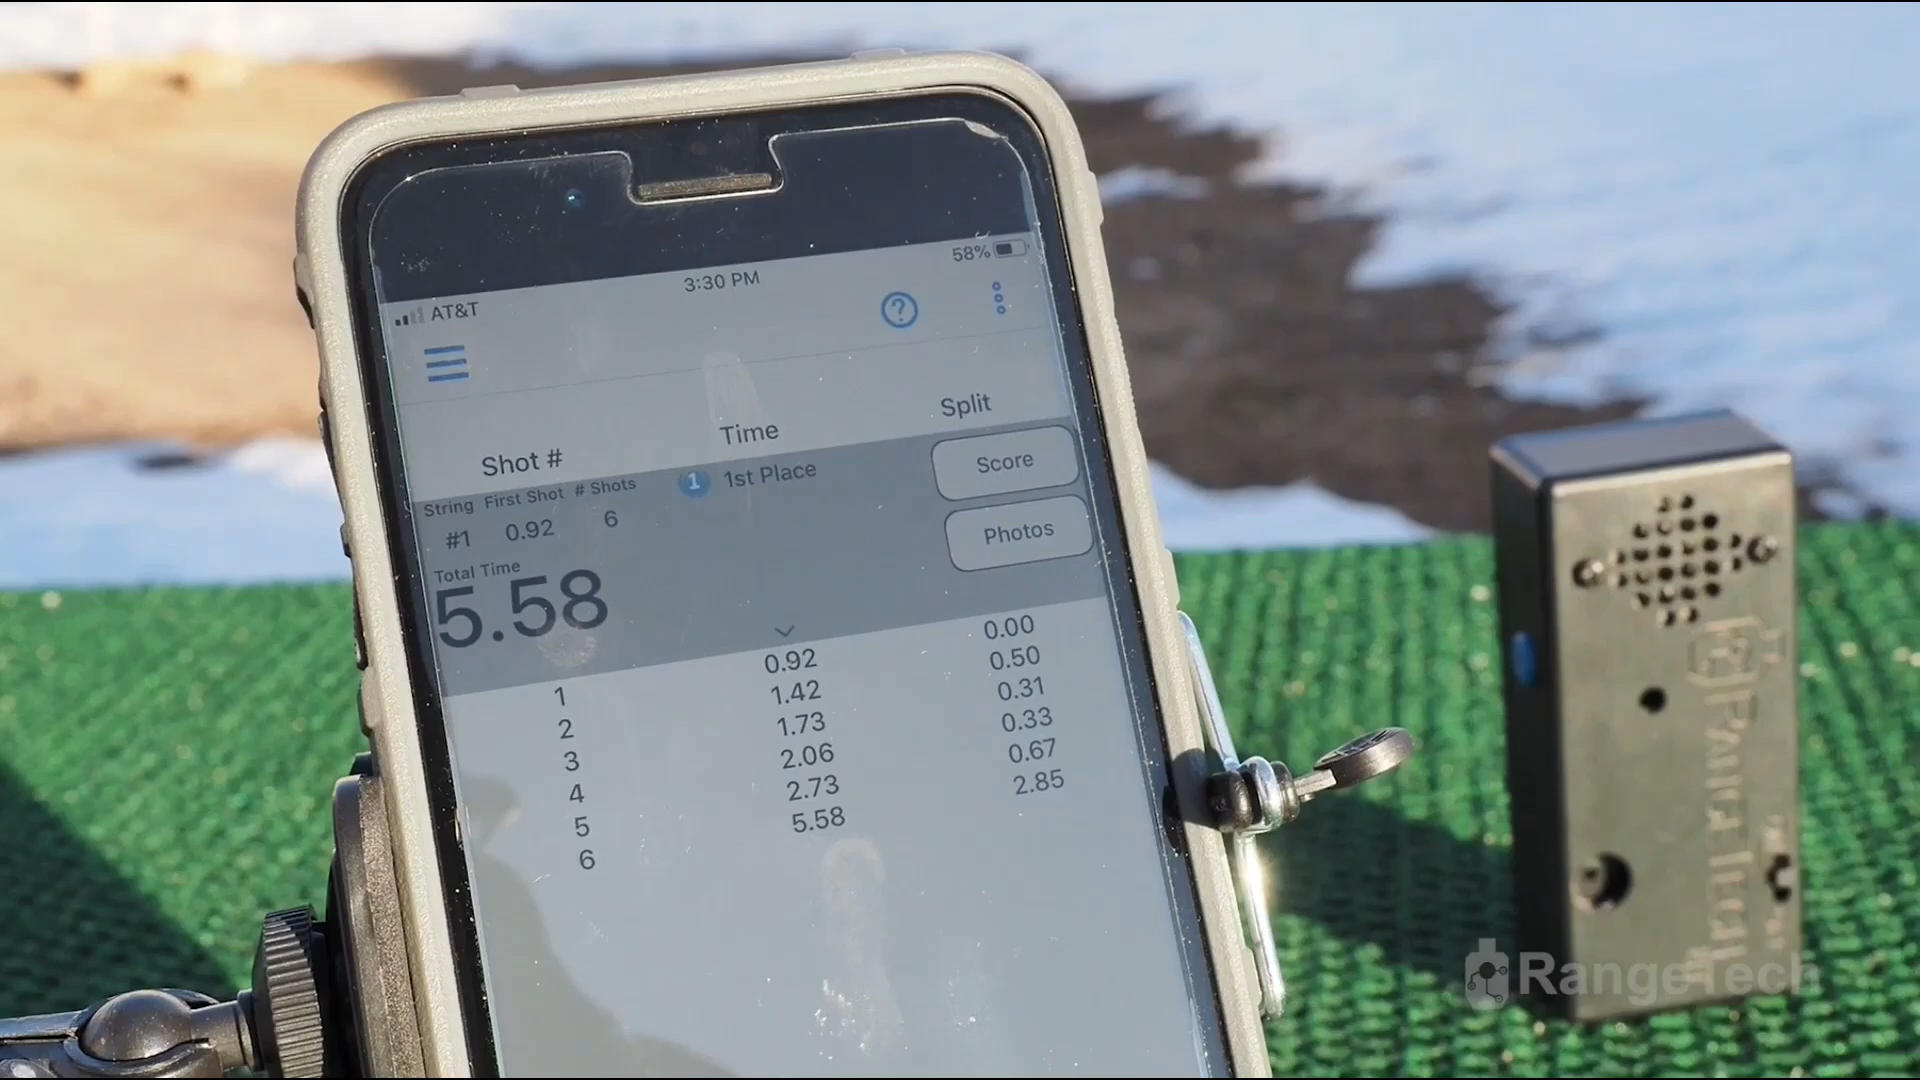 58%
3:30 PM
AT&T
?
Shot # Time Split
String First Shot # Shots
#1 0.92 6
1 1st Place
Score
Photos
Total Time
5.58
1 0.92 0.00
2 1.42 0.50
3 1.73 0.31
4 2.06 0.33
5 2.73 0.67
6 5.58 2.85
RangeTech